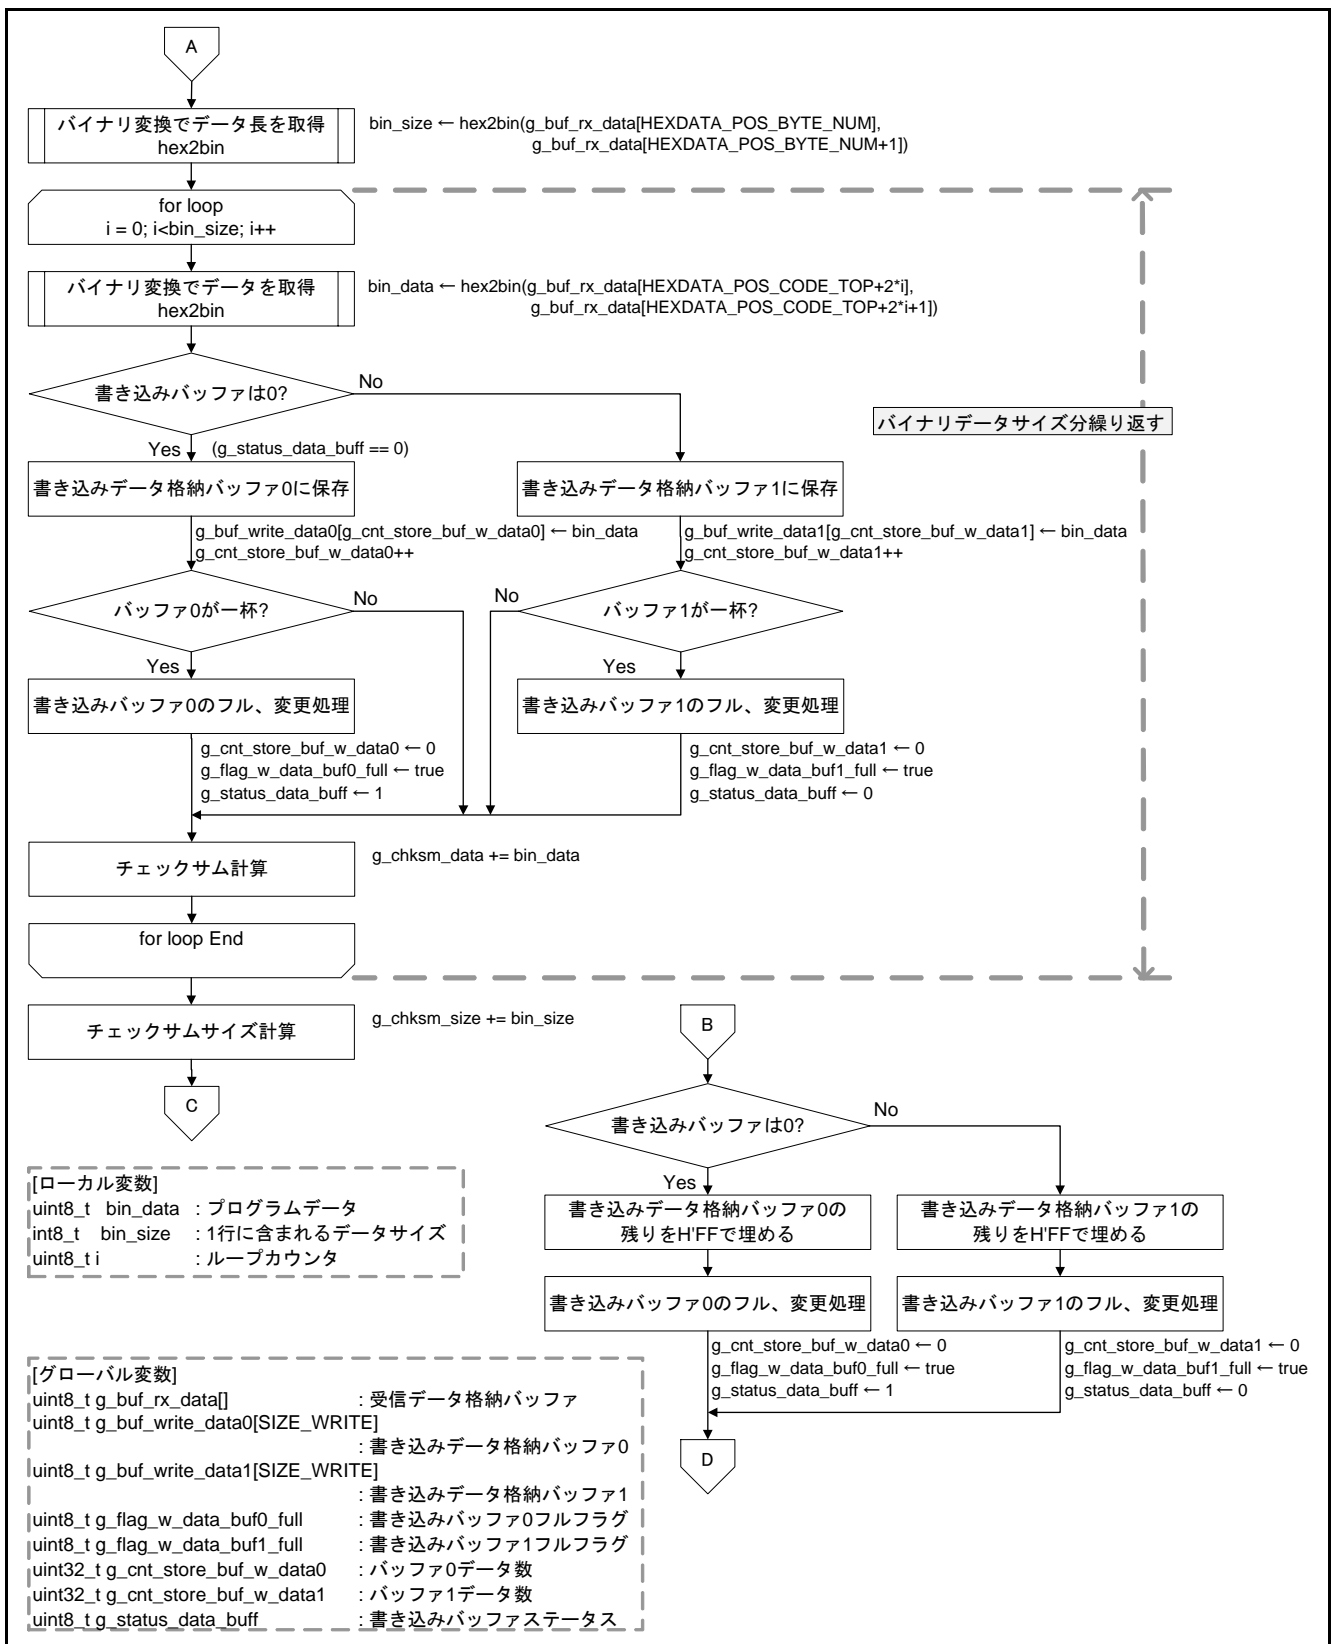 A
バイナリ変換でデータ長を取得
hex2bin
bin_size ← hex2bin(g_buf_rx_data[HEXDATA_POS_BYTE_NUM],
g_buf_rx_data[HEXDATA_POS_BYTE_NUM+1])
for loop
i = 0; i<bin_size; i++
バイナリ変換でデータを取得
hex2bin
bin_data ← hex2bin(g_buf_rx_data[HEXDATA_POS_CODE_TOP+2*i],
g_buf_rx_data[HEXDATA_POS_CODE_TOP+2*i+1])
書き込みバッファは0?
No
バイナリデータサイズ分繰り返す
Yes
(g_status_data_buff == 0)
書き込みデータ格納バッファ0に保存
書き込みデータ格納バッファ1に保存
g_buf_write_data0[g_cnt_store_buf_w_data0] ← bin_data
g_cnt_store_buf_w_data0++
g_buf_write_data1[g_cnt_store_buf_w_data1] ← bin_data
g_cnt_store_buf_w_data1++
バッファ0が一杯?
No
No
バッファ1が一杯?
Yes
Yes
書き込みバッファ0のフル、変更処理
書き込みバッファ1のフル、変更処理
g_cnt_store_buf_w_data0 ← 0
g_flag_w_data_buf0_full ← true
g_status_data_buff ← 1
g_cnt_store_buf_w_data1 ← 0
g_flag_w_data_buf1_full ← true
g_status_data_buff ← 0
チェックサム計算
g_chksm_data += bin_data
for loop End
チェックサムサイズ計算
g_chksm_size += bin_size
C
B
書き込みバッファは0?
No
Yes
書き込みデータ格納バッファ0の
残りをH'FFで埋める
書き込みデータ格納バッファ1の
残りをH'FFで埋める
書き込みバッファ0のフル、変更処理
書き込みバッファ1のフル、変更処理
g_cnt_store_buf_w_data0 ← 0
g_flag_w_data_buf0_full ← true
g_status_data_buff ← 1
g_cnt_store_buf_w_data1 ← 0
g_flag_w_data_buf1_full ← true
g_status_data_buff ← 0
D
[ローカル変数]
uint8_t bin_data : プログラムデータ
int8_t bin_size : 1行に含まれるデータサイズ
uint8_t i : ループカウンタ
[グローバル変数]
uint8_t g_buf_rx_data[] : 受信データ格納バッファ
uint8_t g_buf_write_data0[SIZE_WRITE]
: 書き込みデータ格納バッファ0
uint8_t g_buf_write_data1[SIZE_WRITE]
: 書き込みデータ格納バッファ1
uint8_t g_flag_w_data_buf0_full : 書き込みバッファ0フルフラグ
uint8_t g_flag_w_data_buf1_full : 書き込みバッファ1フルフラグ
uint32_t g_cnt_store_buf_w_data0 : バッファ0データ数
uint32_t g_cnt_store_buf_w_data1 : バッファ1データ数
uint8_t g_status_data_buff : 書き込みバッファステータス